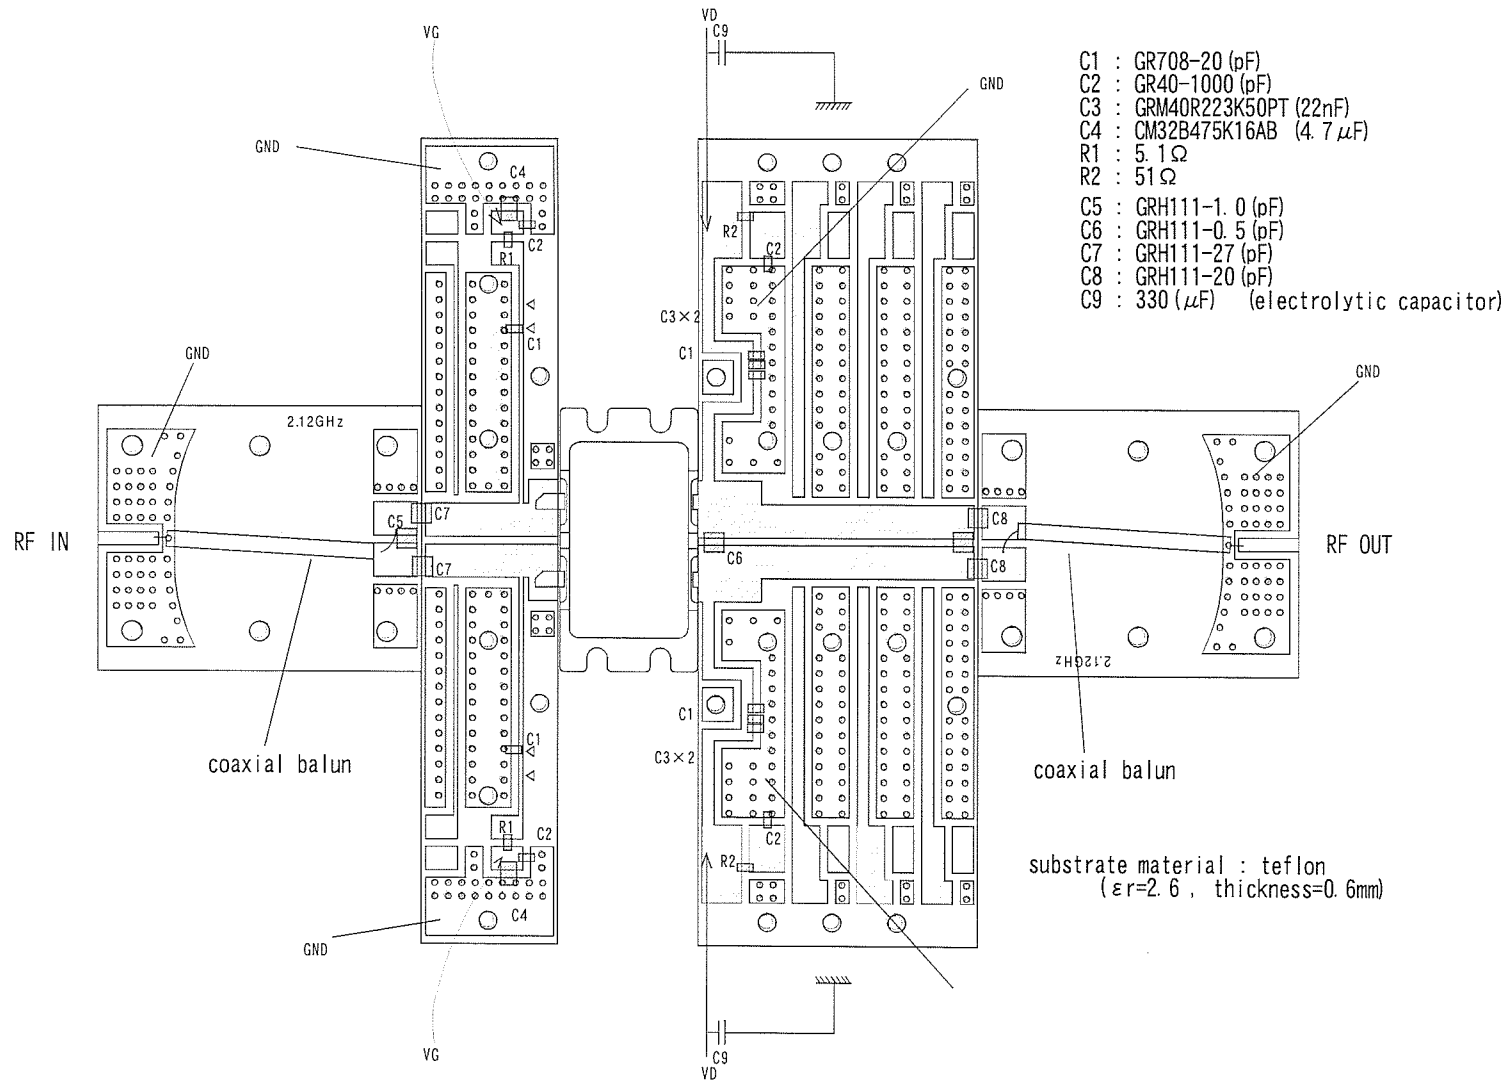 VG
VD
C9
GND
GND
C4
C2
R1
C1
R2
C2
C3×2
C1
C1 : GR708-20 (pF)
C2 : GR40-1000 (pF)
C3 : GRM40R223K50PT (22nF)
C4 : CM32B475K16AB (4.7μF)
R1 : 5.1Ω
R2 : 51Ω
C5 : GRH111-1.0 (pF)
C6 : GRH111-0.5 (pF)
C7 : GRH111-27 (pF)
C8 : GRH111-20 (pF)
C9 : 330 (μF) (electrolytic capacitor)
GND
GND
2.12GHz
RF IN
C5
C7
C7
C6
C8
C8
RF OUT
2.12GHz
coaxial balun
coaxial balun
C1
C3×2
C1
R1
C2
C4
R2
C2
substrate material : teflon
(εr=2.6 , thickness=0.6mm)
GND
VG
C9
VD